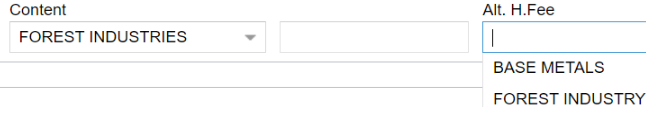 Content
Alt. H.Fee
FOREST INDUSTRIES
BASE METALS
FOREST INDUSTRY